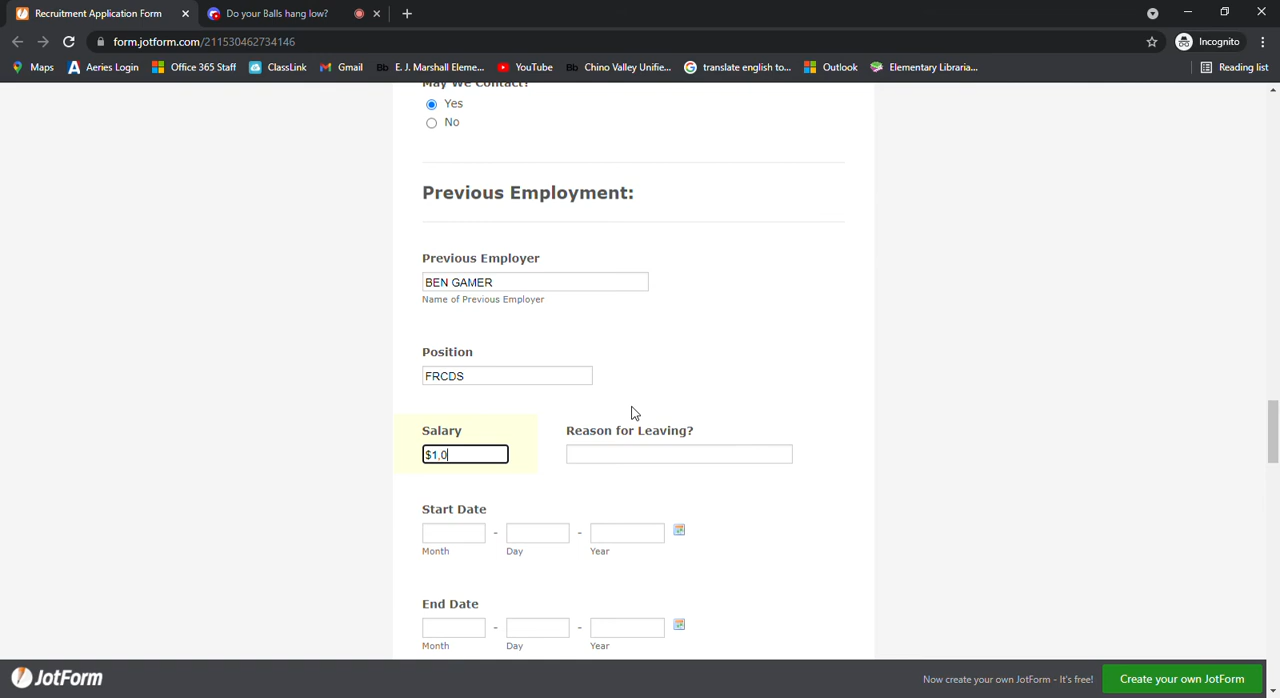 Recruitment Application Form
Do your Balls hang low?
form.jotform.com/211530462734146
Incognito
Maps
Aeries Login
Office 365 Staff
ClassLink
Gmail
Bb E. J. Marshall Eleme...
YouTube
Bb Chino Valley Unifie...
translate english to...
Outlook
Elementary Libraria...
Reading list
May We Contact?
Yes
No
Previous Employment:
Previous Employer
BEN GAMER
Name of Previous Employer
Position
FRCDS
Salary
Reason for Leaving?
$1,0
Start Date
- -
Month Day Year
End Date
- -
Month Day Year
JotForm
Now create your own JotForm - It's free!
Create your own JotForm